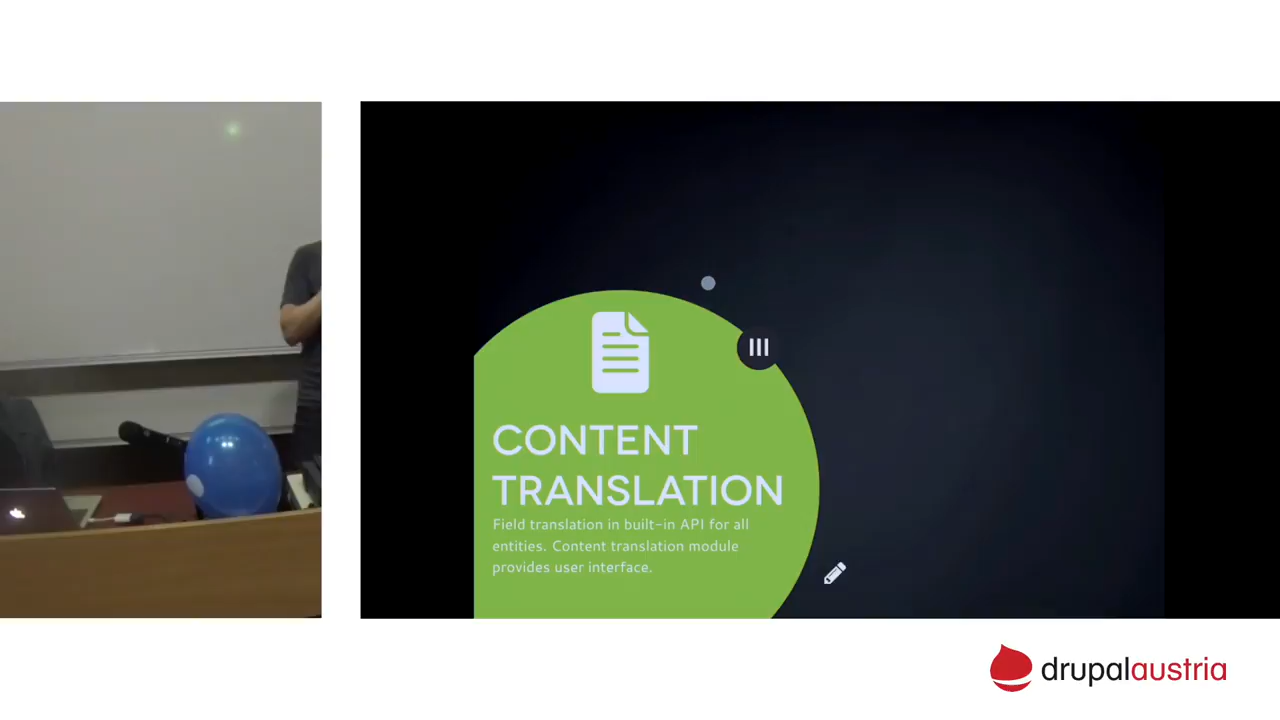 CONTENT
TRANSLATION
Field translation in built-in API for all
entities. Content translation module
provides user interface.
drupalaustria